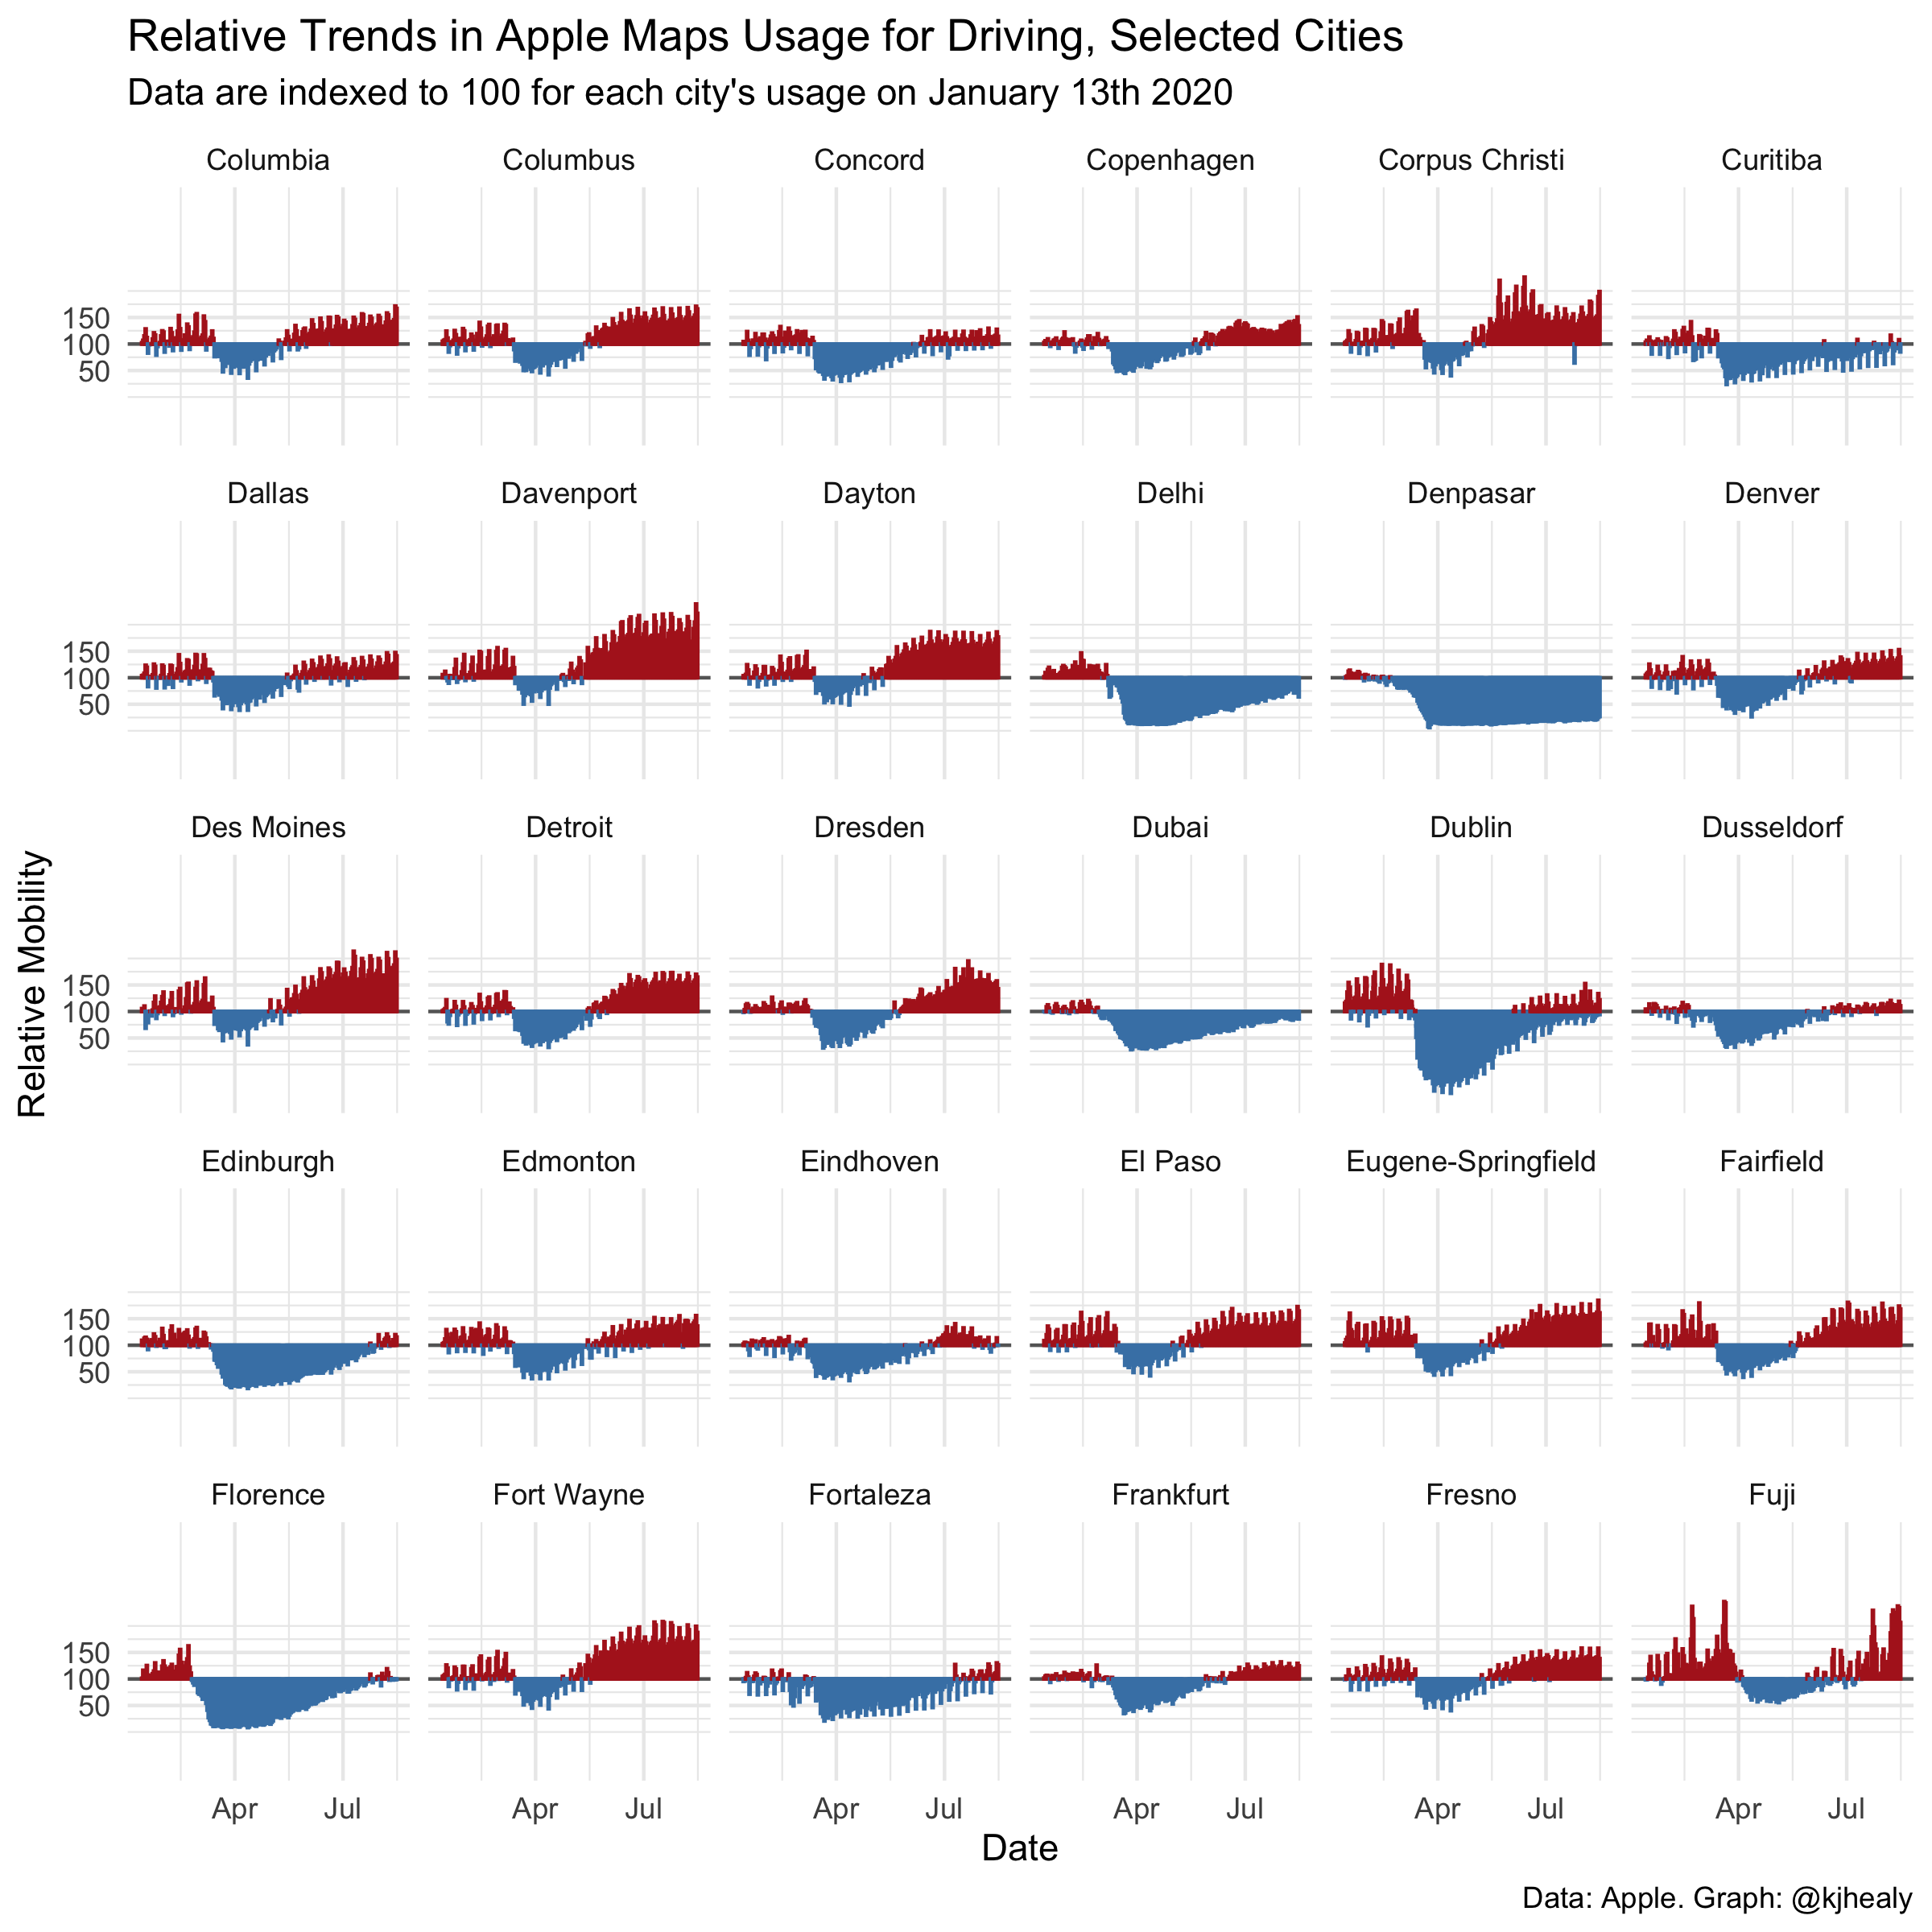 Relative Trends in Apple Maps Usage for Driving, Selected Cities
Data are indexed to 100 for each city's usage on January 13th 2020
Columbia Columbus Concord Copenhagen Corpus Christi Curitiba
150
100
50
Dallas Davenport Dayton Delhi Denpasar Denver
150
100
50
Des Moines Detroit Dresden Dubai Dublin Dusseldorf
150
100
50
Relative Mobility
Edinburgh Edmonton Eindhoven El Paso Eugene-Springfield Fairfield
150
100
50
Florence Fort Wayne Fortaleza Frankfurt Fresno Fuji
150
100
50
Apr Jul Apr Jul Apr Jul Apr Jul Apr Jul Apr Jul
Date
Data: Apple. Graph: @kjhealy